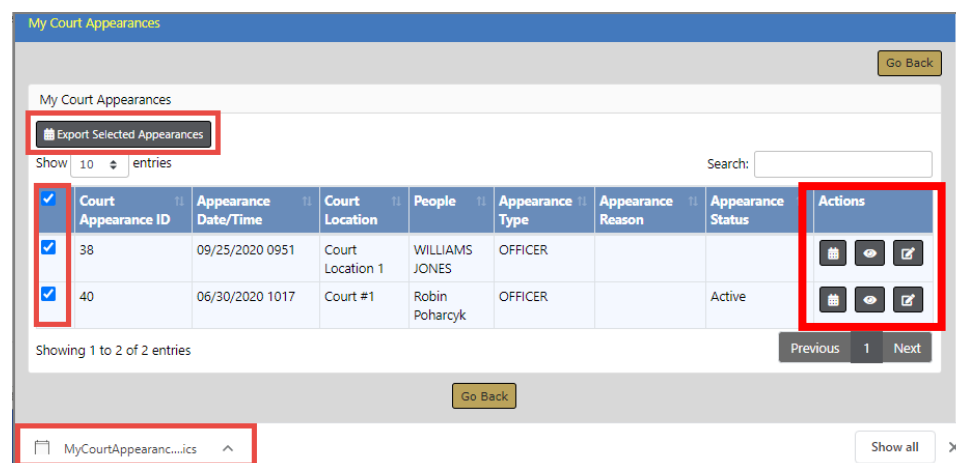 My Court Appearances
Go Back
My Court Appearances
Export Selected Appearances
Show 10 entries Search:
Court Appearance Court People Appearance Appearance Appearance Actions
Appearance ID Date/Time Location Type Reason Status
38 09/25/2020 0951 Court WILLIAMS OFFICER
Location 1 JONES
40 06/30/2020 1017 Court #1 Robin OFFICER Active
Poharcyk
Showing 1 to 2 of 2 entries Previous 1 Next
Go Back
MyCourtAppearanc....ics Show all